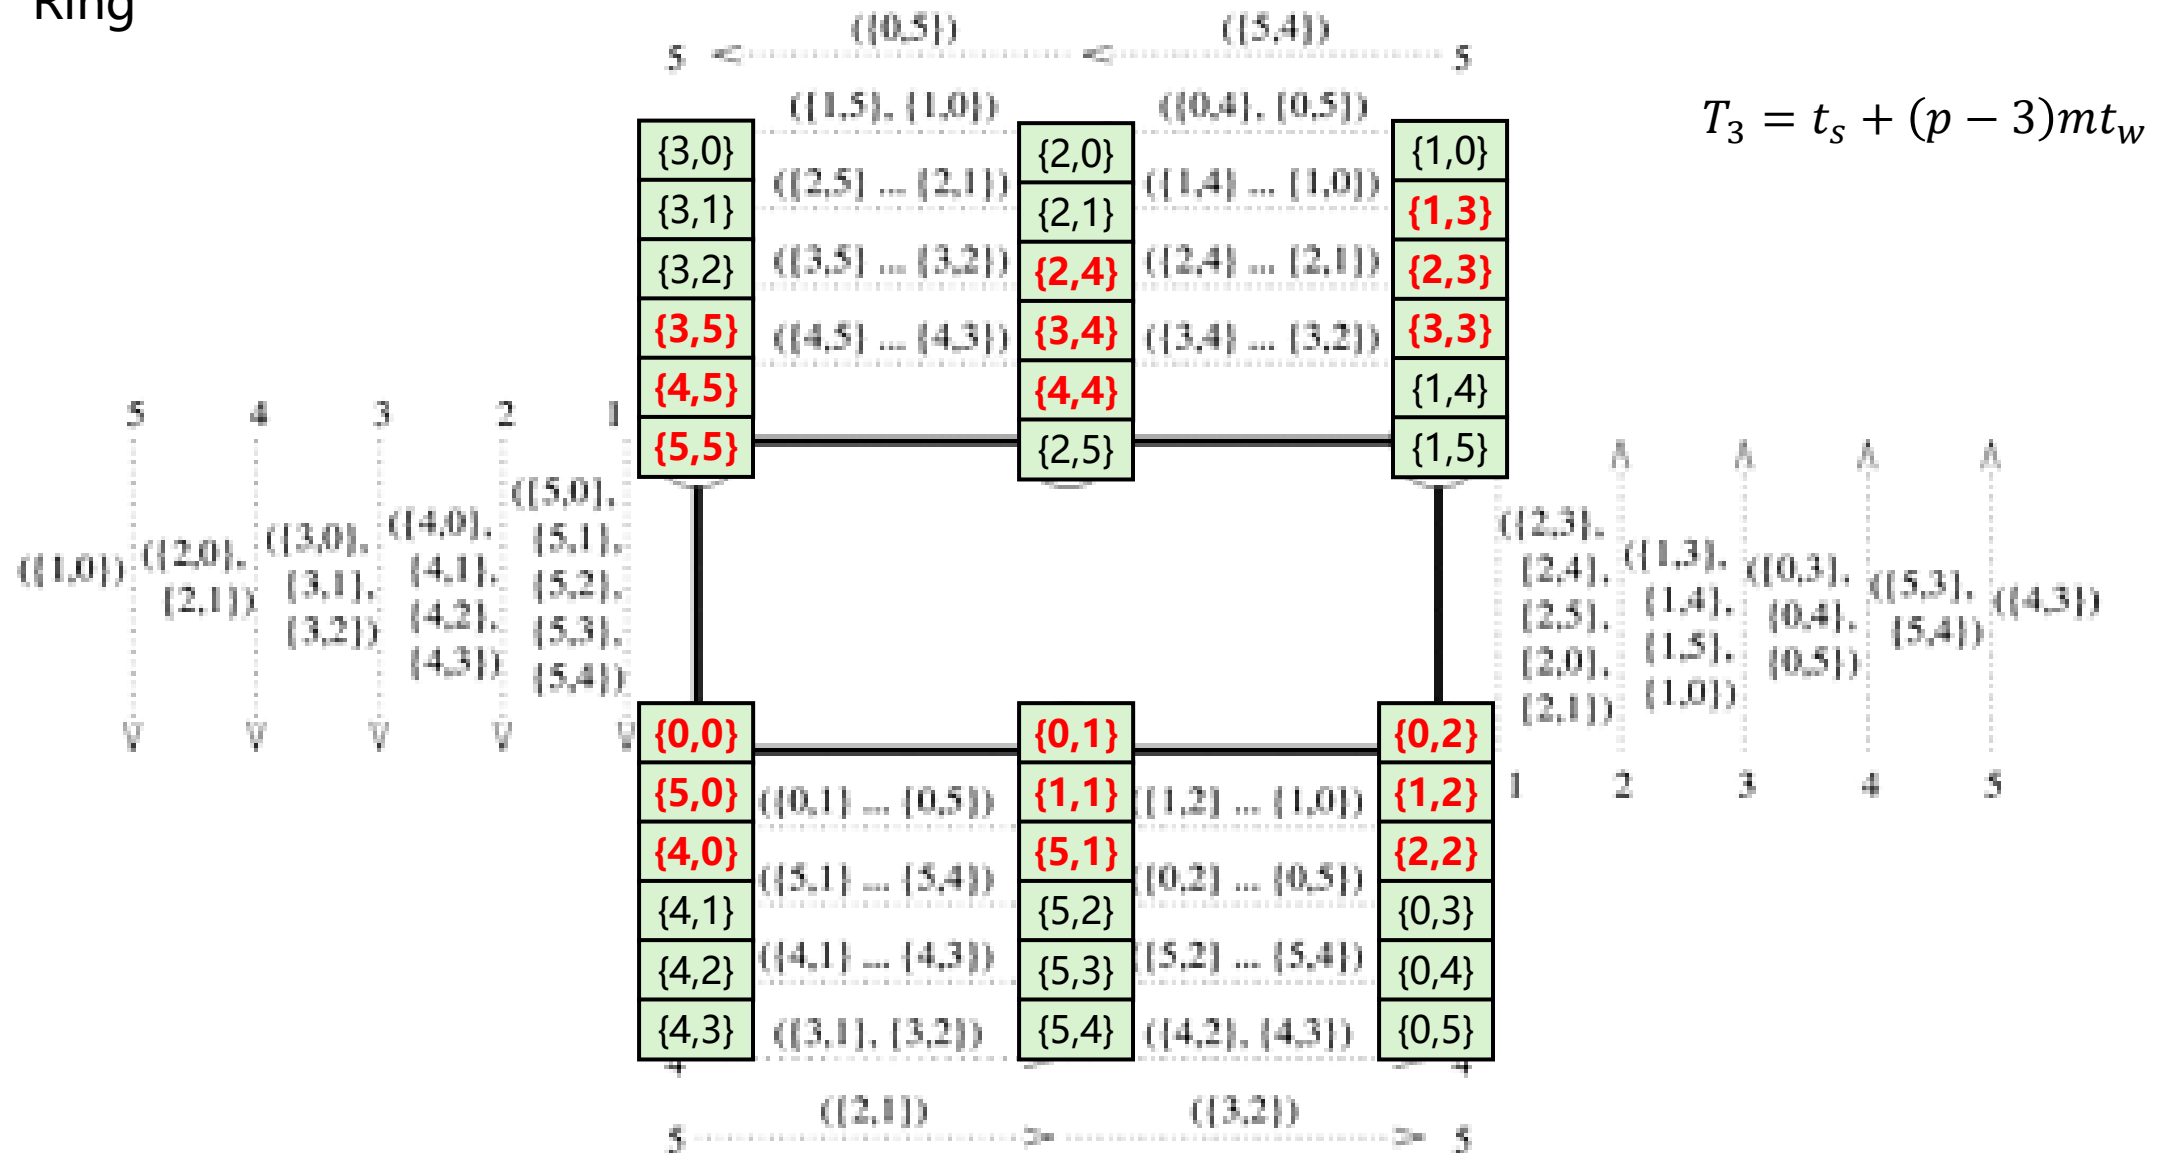 Ring
({0,5}) ({5,4})
5 5
({1,5}, {1,0}) ({0,4}, {0,5})
T₃ = tₛ + (p − 3)mt_w
{3,0} {2,0} {1,0}
({2,5} ... {2,1}) ({1,4} ... {1,0})
{3,1} {2,1} {1,3}
({3,5} ... {3,2}) ({2,4} ... {2,1})
{3,2} {2,4} {2,3}
({4,5} ... {4,3}) ({3,4} ... {3,2})
{3,5} {3,4} {3,3}
{4,5} {4,4} {1,4}
{5,5} {2,5} {1,5}
5 4 3 2 1
({1,0})
({2,0},
{2,1})
({3,0},
{3,1},
{3,2})
({4,0},
{4,1},
{4,2},
{4,3})
({5,0},
{5,1},
{5,2},
{5,3},
{5,4})
({2,3},
{2,4},
{2,5},
{2,0},
{2,1})
({1,3},
{1,4},
{1,5},
{1,0})
({0,3},
{0,4},
{0,5})
({5,3},
{5,4})
({4,3})
1 2 3 4 5
{0,0} {0,1} {0,2}
({0,1} ... {0,5}) ({1,2} ... {1,0})
{5,0} {1,1} {1,2}
({5,1} ... {5,4}) ({0,2} ... {0,5})
{4,0} {5,1} {2,2}
{4,1} {5,2} {0,3}
({4,1} ... {4,3}) ({5,2} ... {5,4})
{4,2} {5,3} {0,4}
({3,1}, {3,2}) ({4,2}, {4,3})
{4,3} {5,4} {0,5}
4 4
({2,1}) ({3,2})
5 5